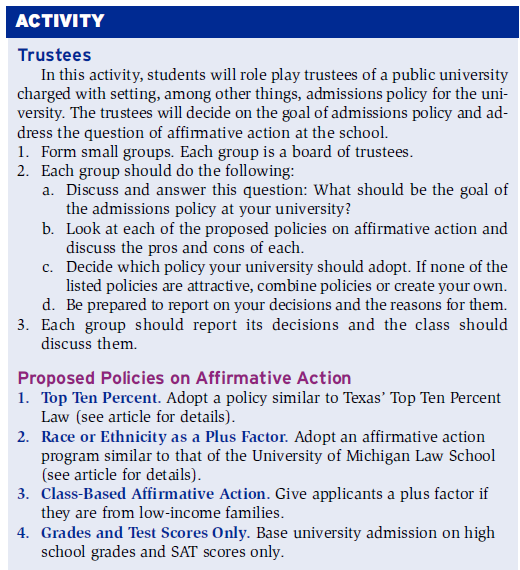 ACTIVITY
Trustees
In this activity, students will role play trustees of a public university
charged with setting, among other things, admissions policy for the uni-
versity. The trustees will decide on the goal of admissions policy and ad-
dress the question of affirmative action at the school.
1. Form small groups. Each group is a board of trustees.
2. Each group should do the following:
a. Discuss and answer this question: What should be the goal of
the admissions policy at your university?
b. Look at each of the proposed policies on affirmative action and
discuss the pros and cons of each.
c. Decide which policy your university should adopt. If none of the
listed policies are attractive, combine policies or create your own.
d. Be prepared to report on your decisions and the reasons for them.
3. Each group should report its decisions and the class should
discuss them.
Proposed Policies on Affirmative Action
1. Top Ten Percent. Adopt a policy similar to Texas' Top Ten Percent
Law (see article for details).
2. Race or Ethnicity as a Plus Factor. Adopt an affirmative action
program similar to that of the University of Michigan Law School
(see article for details).
3. Class-Based Affirmative Action. Give applicants a plus factor if
they are from low-income families.
4. Grades and Test Scores Only. Base university admission on high
school grades and SAT scores only.